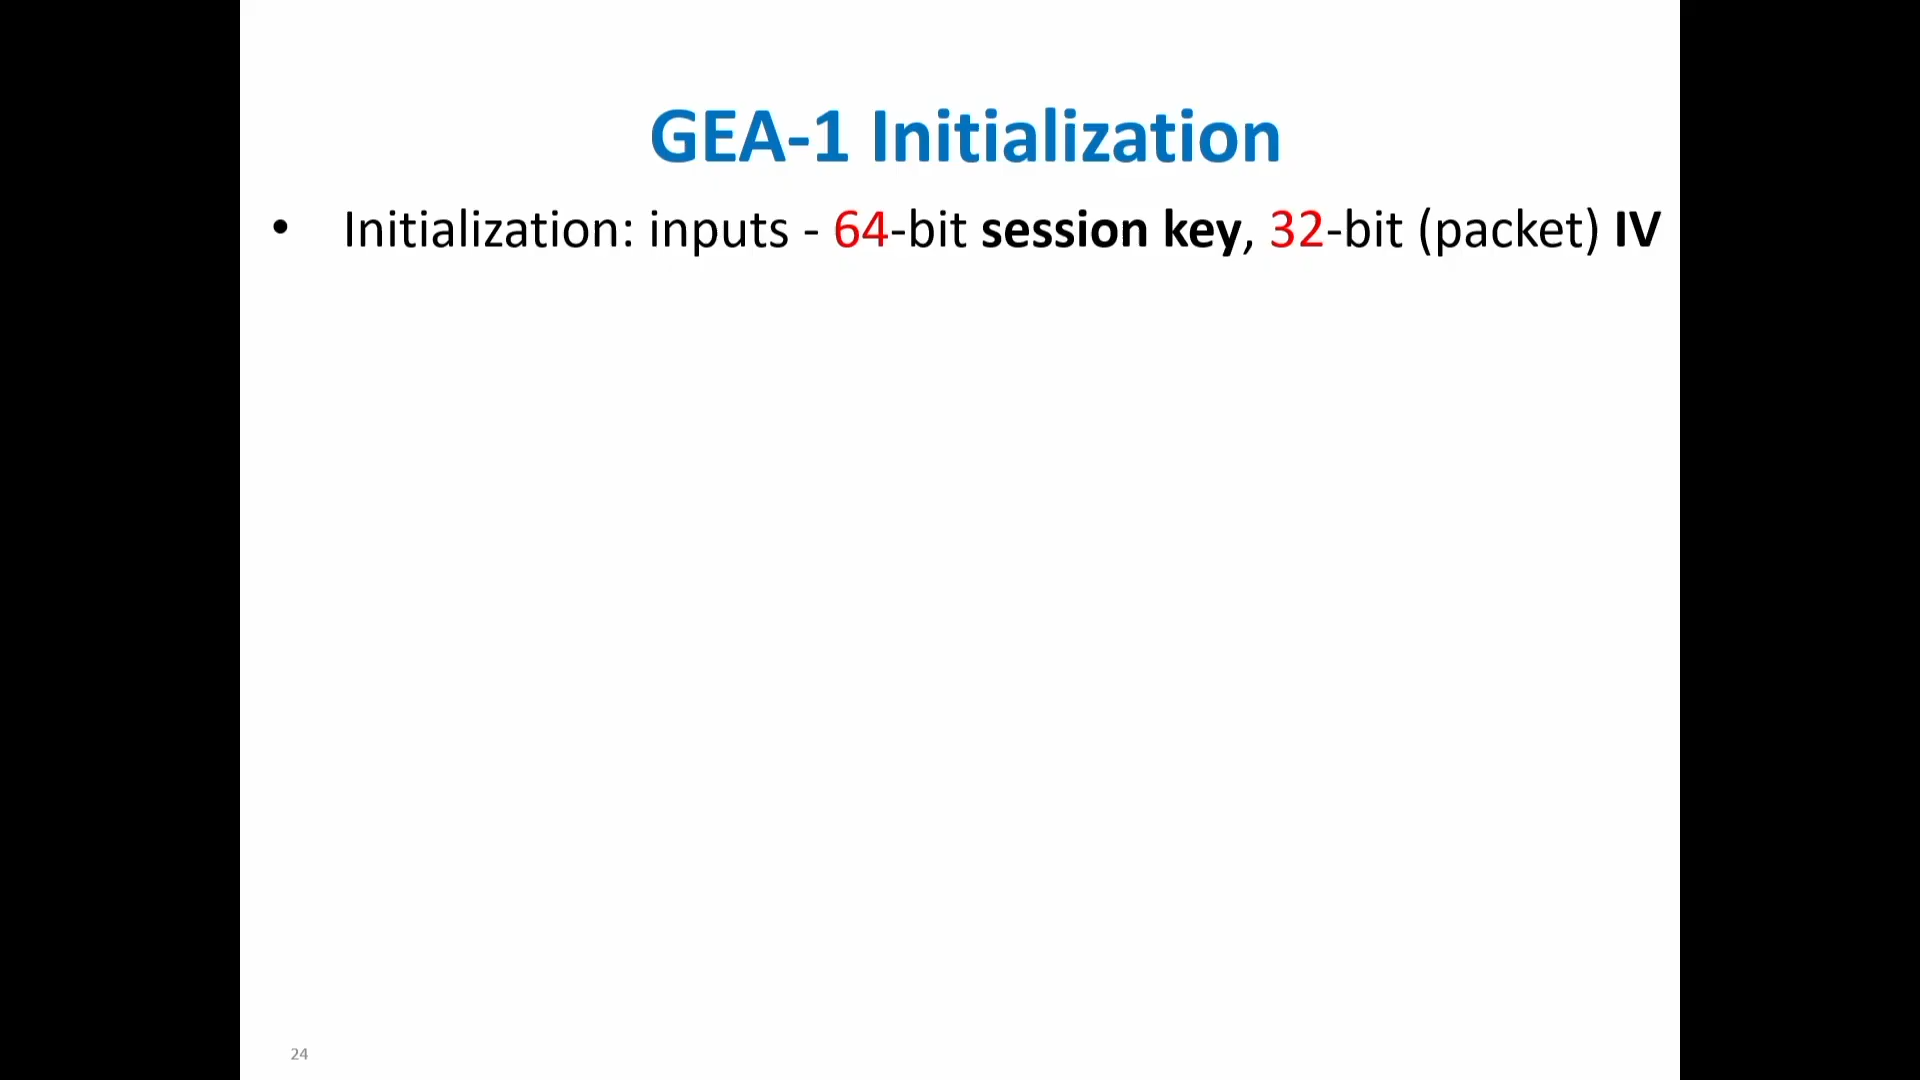 GEA-1 Initialization
• Initialization: inputs - 64-bit session key, 32-bit (packet) IV
24